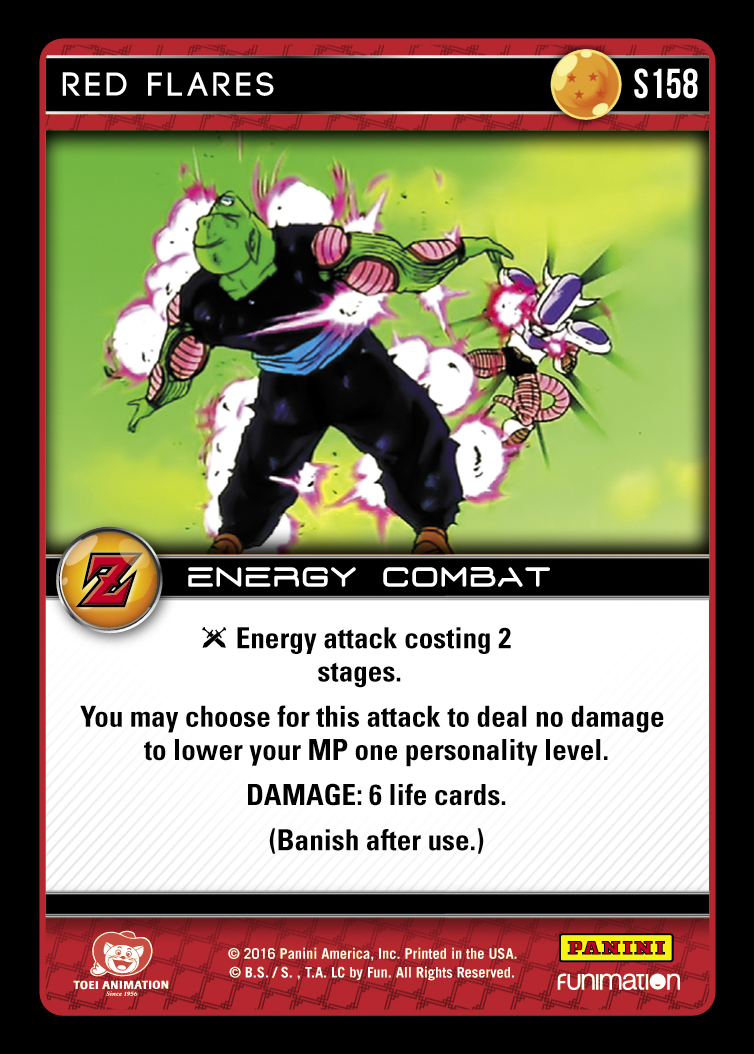 RED FLARES
S158
Z
ENERGY COMBAT
Energy attack costing 2
stages.
You may choose for this attack to deal no damage
to lower your MP one personality level.
DAMAGE: 6 life cards.
(Banish after use.)
TOEI ANIMATION
Since 1956
© 2016 Panini America, Inc. Printed in the USA.
© B.S. / S. , T.A. LC by Fun. All Rights Reserved.
PANINI
FUNIMATION